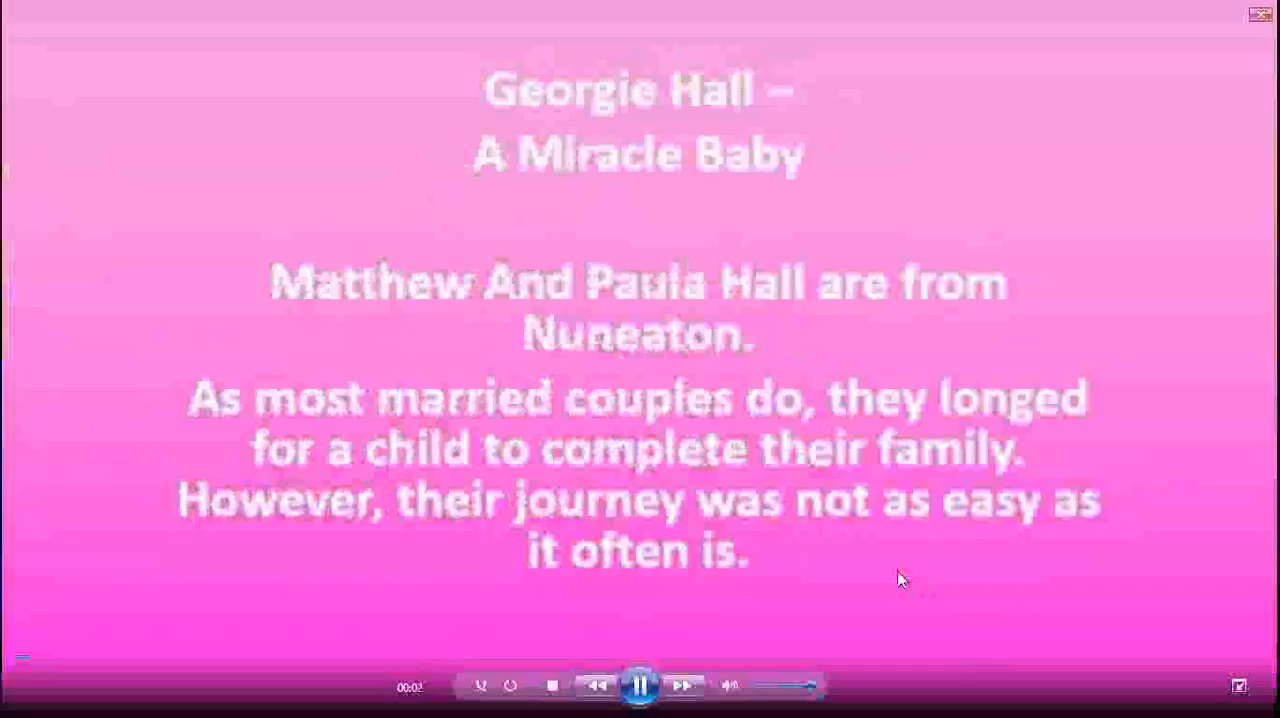 Georgie Hall –
A Miracle Baby
Matthew And Paula Hall are from
Nuneaton.
As most married couples do, they longed
for a child to complete their family.
However, their journey was not as easy as
it often is.